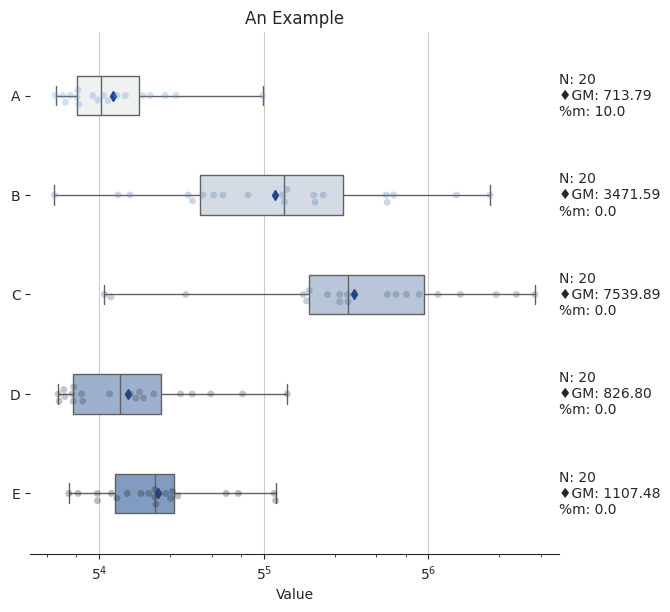 An Example
A
N: 20
♦GM: 713.79
%m: 10.0
B
N: 20
♦GM: 3471.59
%m: 0.0
C
N: 20
♦GM: 7539.89
%m: 0.0
D
N: 20
♦GM: 826.80
%m: 0.0
E
N: 20
♦GM: 1107.48
%m: 0.0
5⁴ 5⁵ 5⁶
Value